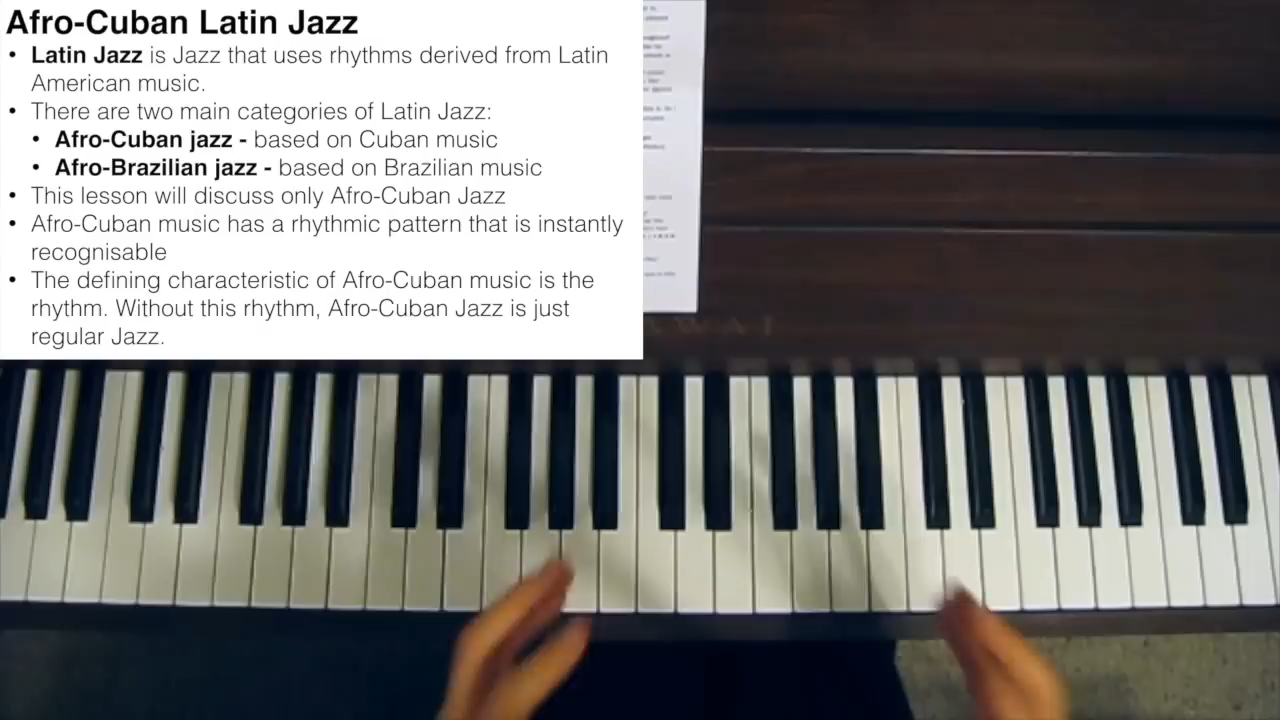 Afro-Cuban Latin Jazz
• Latin Jazz is Jazz that uses rhythms derived from Latin
American music.
• There are two main categories of Latin Jazz:
• Afro-Cuban jazz - based on Cuban music
• Afro-Brazilian jazz - based on Brazilian music
• This lesson will discuss only Afro-Cuban Jazz
• Afro-Cuban music has a rhythmic pattern that is instantly
recognisable
• The defining characteristic of Afro-Cuban music is the
rhythm. Without this rhythm, Afro-Cuban Jazz is just
regular Jazz.